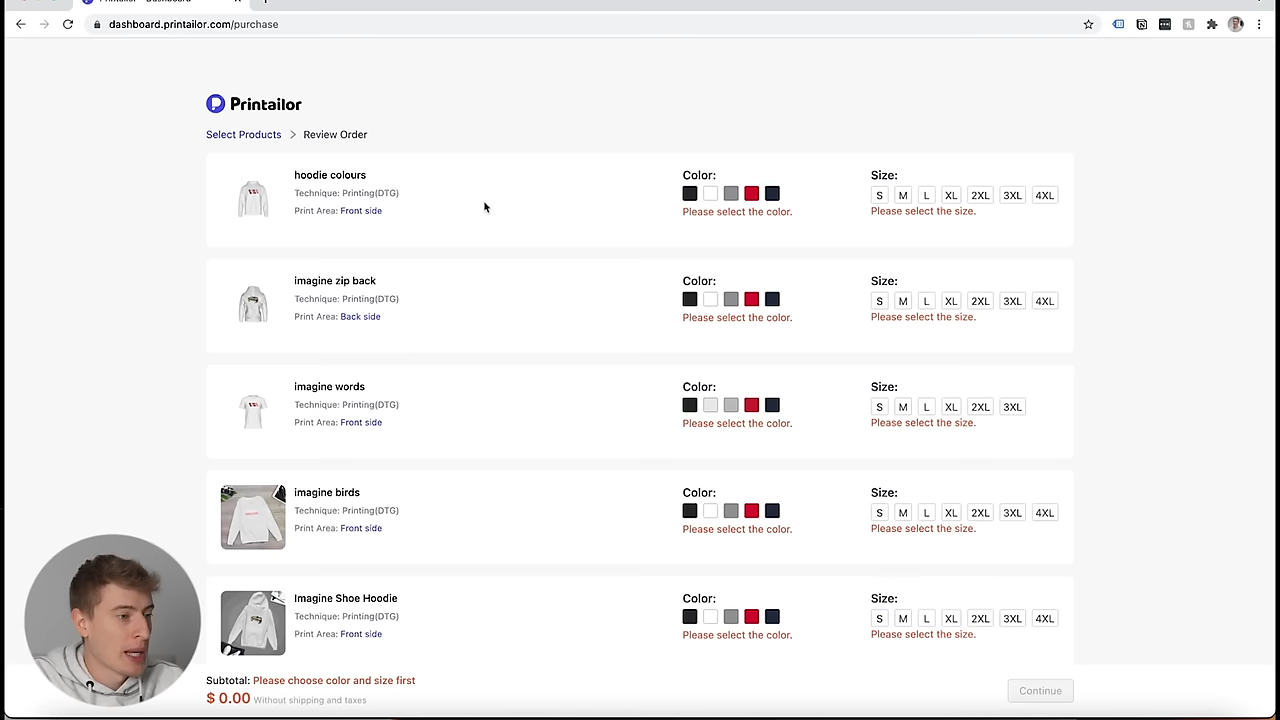 dashboard.printailor.com/purchase
Printailor
Select Products > Review Order
hoodie colours
Technique: Printing(DTG)
Print Area: Front side
Color:
Please select the color.
Size:
S M L XL 2XL 3XL 4XL
Please select the size.
imagine zip back
Technique: Printing(DTG)
Print Area: Back side
Color:
Please select the color.
Size:
S M L XL 2XL 3XL 4XL
Please select the size.
imagine words
Technique: Printing(DTG)
Print Area: Front side
Color:
Please select the color.
Size:
S M L XL 2XL 3XL
Please select the size.
imagine birds
Technique: Printing(DTG)
Print Area: Front side
Color:
Please select the color.
Size:
S M L XL 2XL 3XL 4XL
Please select the size.
Imagine Shoe Hoodie
Technique: Printing(DTG)
Print Area: Front side
Color:
Please select the color.
Size:
S M L XL 2XL 3XL 4XL
Please select the size.
Subtotal: Please choose color and size first
$ 0.00 Without shipping and taxes
Continue